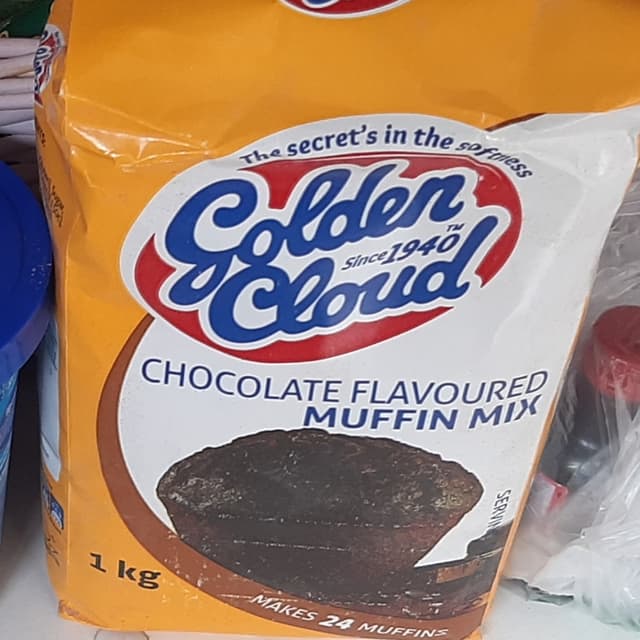 The secret's in the softness
Golden
Since 1940™
Cloud
CHOCOLATE FLAVOURED
MUFFIN MIX
1 kg
MAKES 24 MUFFINS